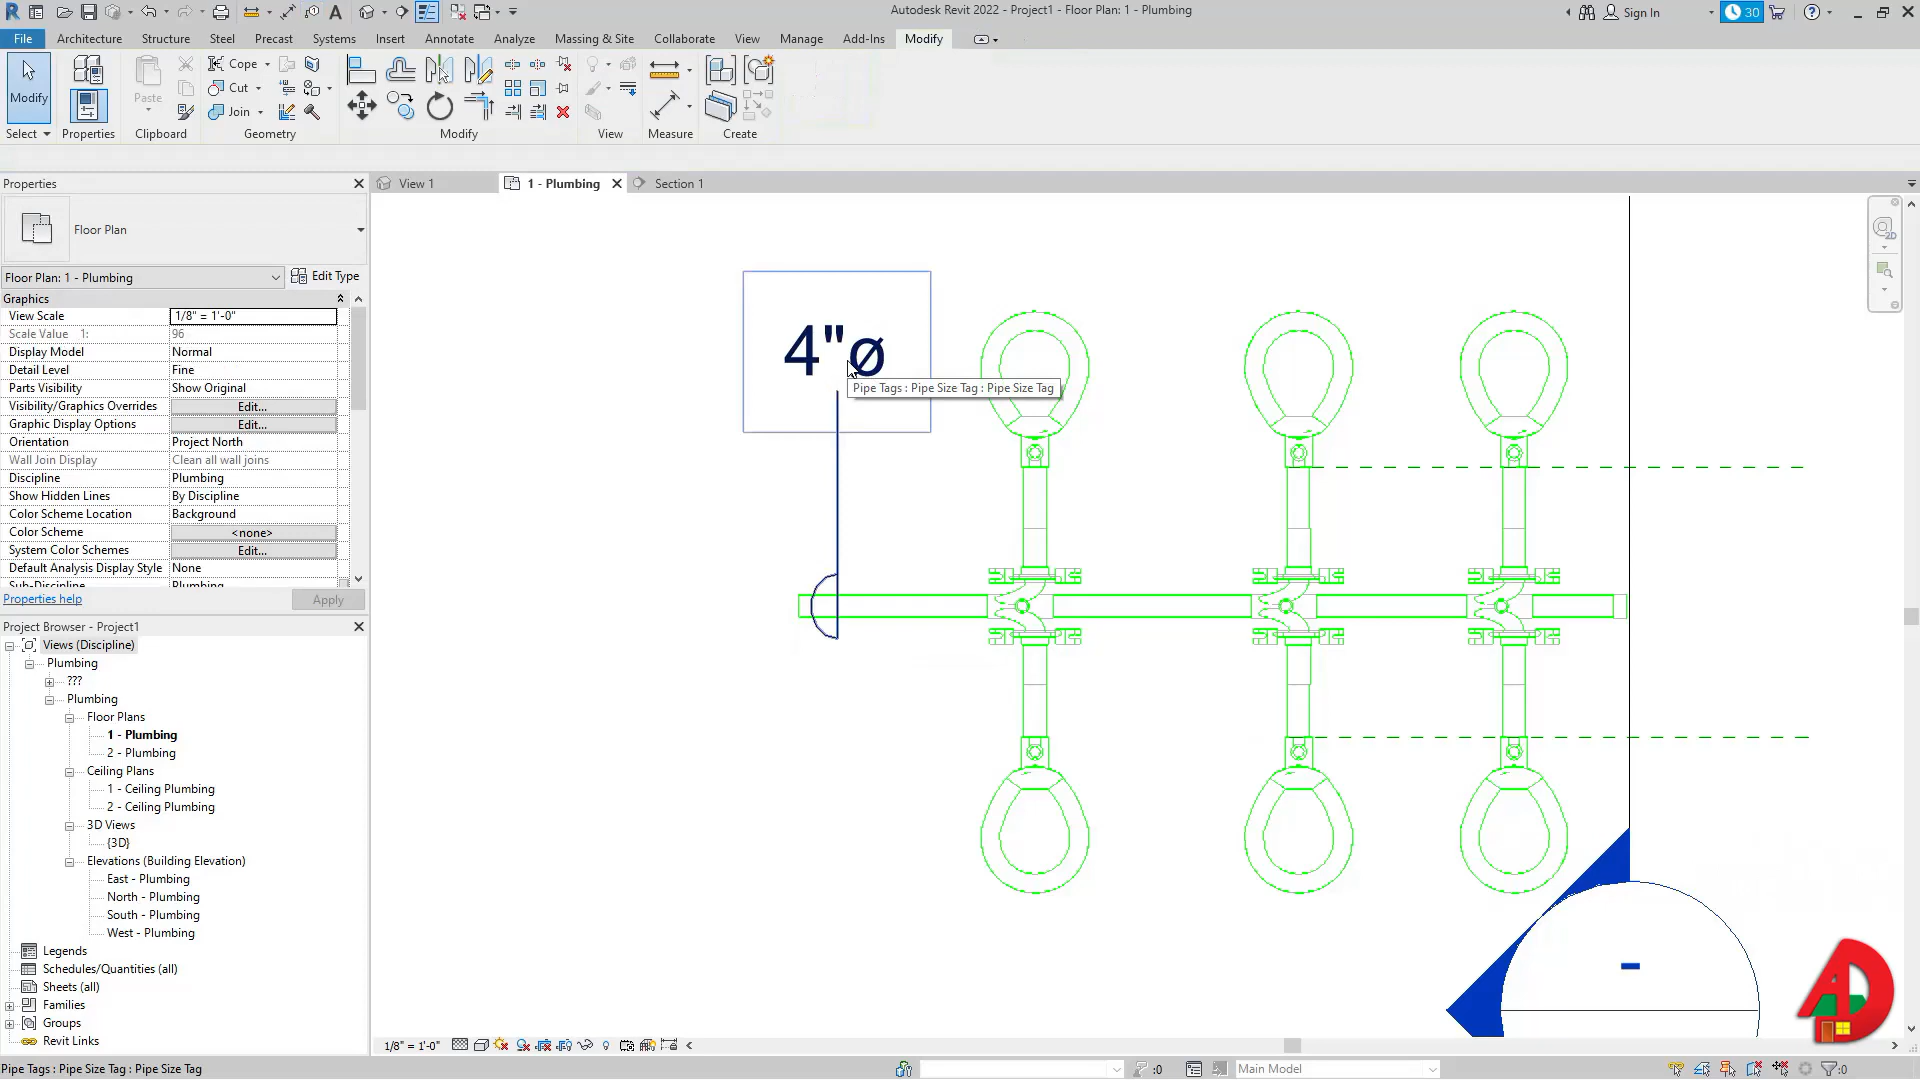 Autodesk Revit 2022 - Project1 - Floor Plan: 1 - Plumbing
Sign In
30
File Architecture Structure Steel Precast Systems Insert Annotate Analyze Massing & Site Collaborate View Manage Add-Ins Modify
Modify
Paste
Cope
Cut
Join
Select Properties Clipboard Geometry Modify View Measure Create
Properties
View 1
1 - Plumbing
Section 1
Floor Plan
Floor Plan: 1 - Plumbing
Edit Type
Graphics
View Scale 1/8" = 1'-0"
Scale Value 1: 96
Display Model Normal
Detail Level Fine
Parts Visibility Show Original
Visibility/Graphics Overrides Edit...
Graphic Display Options Edit...
Orientation Project North
Wall Join Display Clean all wall joins
Discipline Plumbing
Show Hidden Lines By Discipline
Color Scheme Location Background
Color Scheme <none>
System Color Schemes Edit...
Default Analysis Display Style None
Sub-Discipline Plumbing
Properties help
Apply
Project Browser - Project1
Views (Discipline)
Plumbing
???
Plumbing
Floor Plans
1 - Plumbing
2 - Plumbing
Ceiling Plans
1 - Ceiling Plumbing
2 - Ceiling Plumbing
3D Views
{3D}
Elevations (Building Elevation)
East - Plumbing
North - Plumbing
South - Plumbing
West - Plumbing
Legends
Schedules/Quantities (all)
Sheets (all)
Families
Groups
Revit Links
4"ø
Pipe Tags : Pipe Size Tag : Pipe Size Tag
2D
-
1/8" = 1'-0"
Pipe Tags : Pipe Size Tag : Pipe Size Tag
:0
Main Model
:0